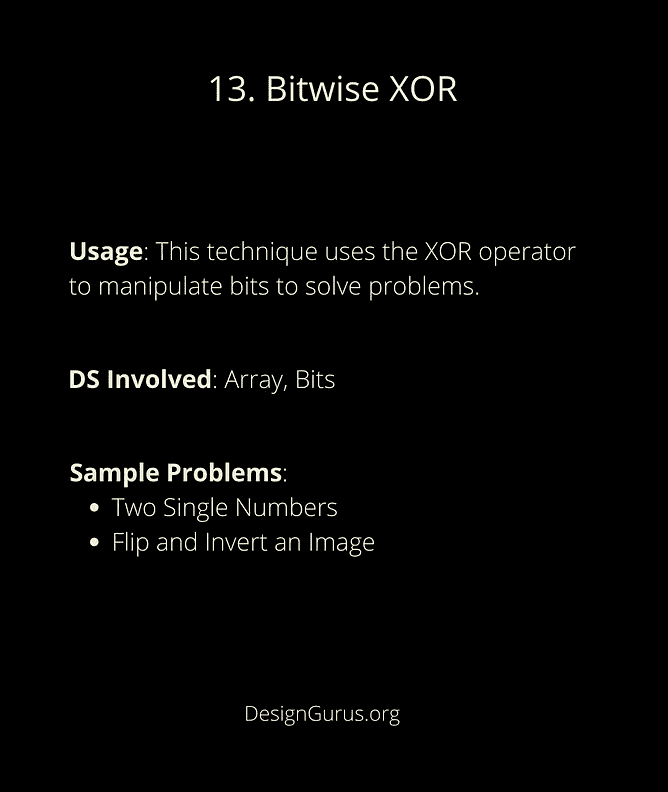 13. Bitwise XOR
Usage: This technique uses the XOR operator
to manipulate bits to solve problems.
DS Involved: Array, Bits
Sample Problems:
• Two Single Numbers
• Flip and Invert an Image
DesignGurus.org